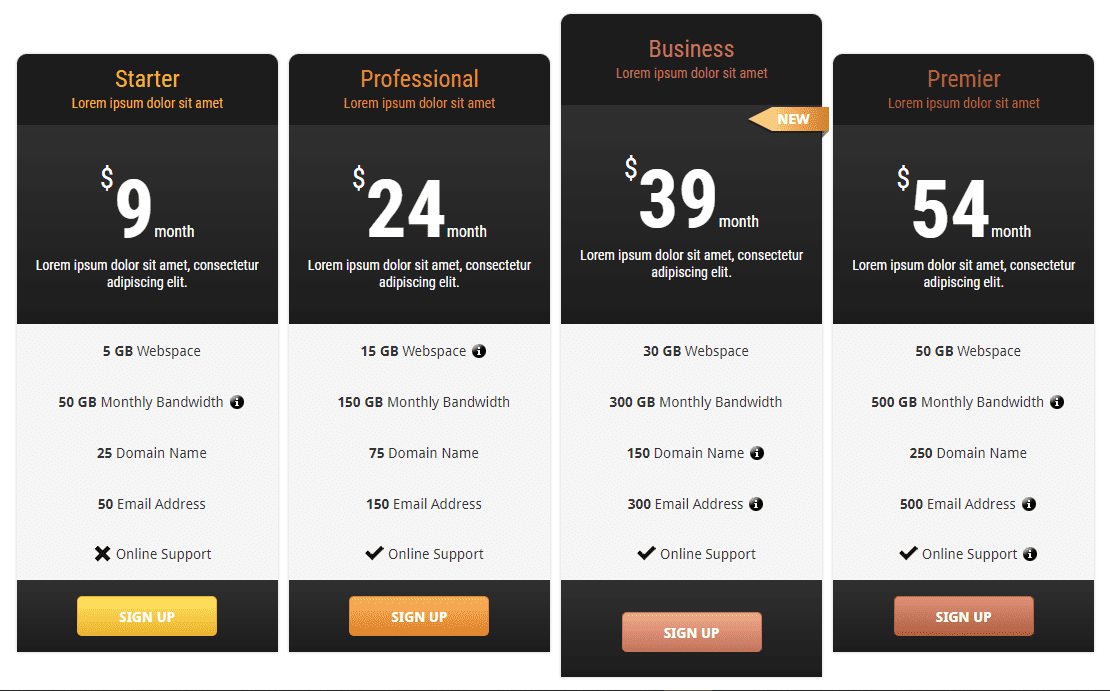 Starter
Lorem ipsum dolor sit amet
$9 month
Lorem ipsum dolor sit amet, consectetur
adipiscing elit.
5 GB Webspace
50 GB Monthly Bandwidth
25 Domain Name
50 Email Address
Online Support
SIGN UP
Professional
Lorem ipsum dolor sit amet
$24 month
Lorem ipsum dolor sit amet, consectetur
adipiscing elit.
15 GB Webspace
150 GB Monthly Bandwidth
75 Domain Name
150 Email Address
Online Support
SIGN UP
Business
Lorem ipsum dolor sit amet
NEW
$39 month
Lorem ipsum dolor sit amet, consectetur
adipiscing elit.
30 GB Webspace
300 GB Monthly Bandwidth
150 Domain Name
300 Email Address
Online Support
SIGN UP
Premier
Lorem ipsum dolor sit amet
$54 month
Lorem ipsum dolor sit amet, consectetur
adipiscing elit.
50 GB Webspace
500 GB Monthly Bandwidth
250 Domain Name
500 Email Address
Online Support
SIGN UP